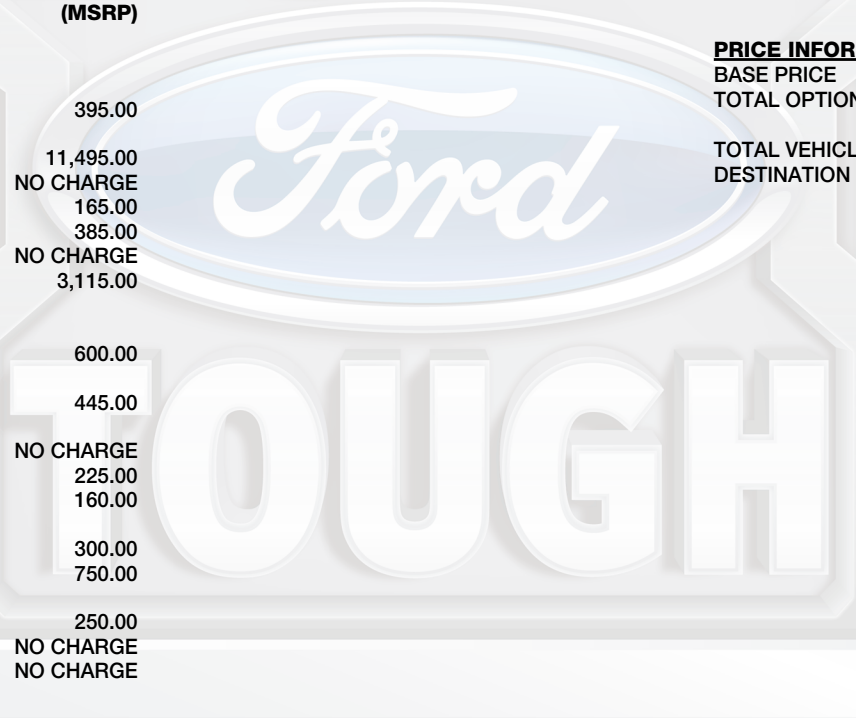 (MSRP)
395.00
11,495.00
NO CHARGE
165.00
385.00
NO CHARGE
3,115.00
600.00
445.00
NO CHARGE
225.00
160.00
300.00
750.00
250.00
NO CHARGE
NO CHARGE
PRICE INFOR
BASE PRICE
TOTAL OPTION
TOTAL VEHICL
DESTINATION
Ford
TOUGH